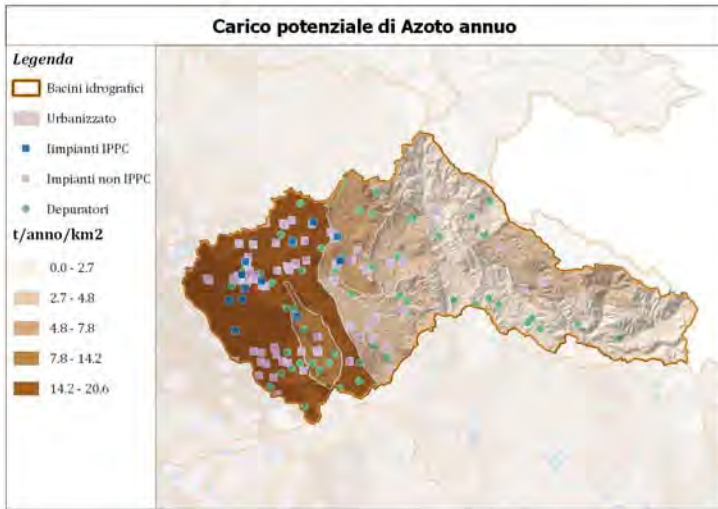 Carico potenziale di Azoto annuo
Legenda
Bacini idrografici
Urbanizzato
Iimpianti IPPC
Impianti non IPPC
Depuratori
t/anno/km2
0.0 - 2.7
2.7 - 4.8
4.8 - 7.8
7.8 - 14.2
14.2 - 20.6